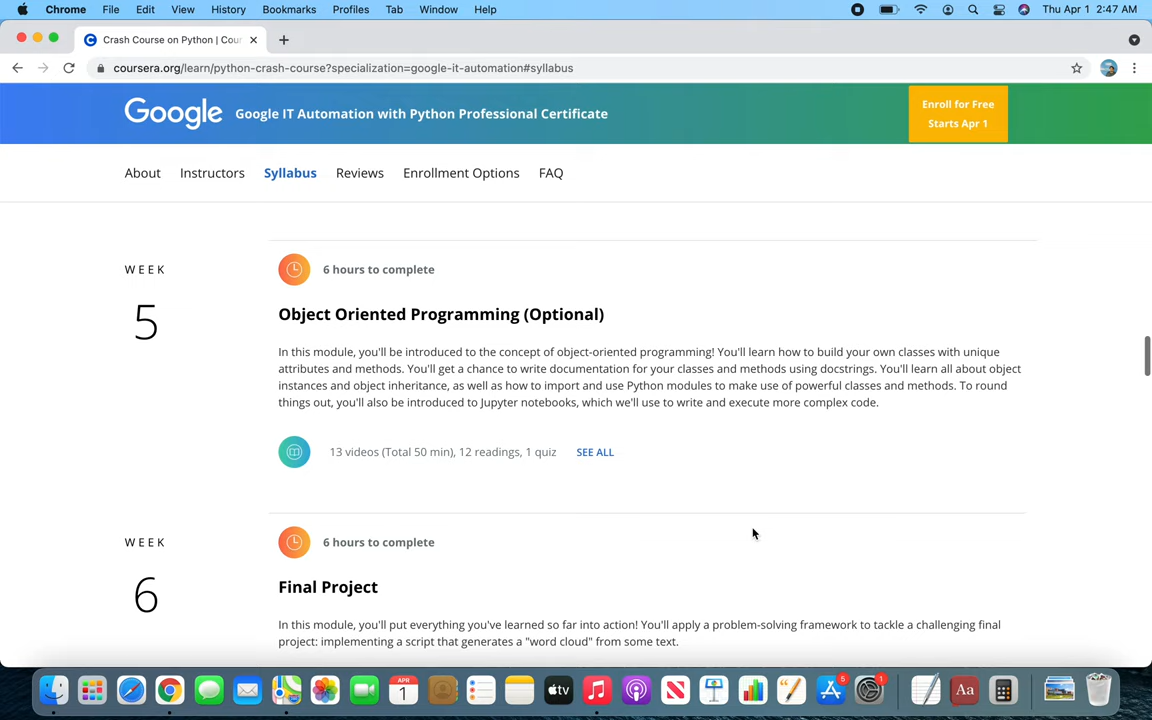 Chrome File Edit View History Bookmarks Profiles Tab Window Help Thu Apr 1 2:47 AM
Crash Course on Python | Cou
coursera.org/learn/python-crash-course?specialization=google-it-automation#syllabus
Google Google IT Automation with Python Professional Certificate
Enroll for Free
Starts Apr 1
About Instructors Syllabus Reviews Enrollment Options FAQ
WEEK
5
6 hours to complete
Object Oriented Programming (Optional)
In this module, you'll be introduced to the concept of object-oriented programming! You'll learn how to build your own classes with unique
attributes and methods. You'll get a chance to write documentation for your classes and methods using docstrings. You'll learn all about object
instances and object inheritance, as well as how to import and use Python modules to make use of powerful classes and methods. To round
things out, you'll also be introduced to Jupyter notebooks, which we'll use to write and execute more complex code.
13 videos (Total 50 min), 12 readings, 1 quiz SEE ALL
WEEK
6
6 hours to complete
Final Project
In this module, you'll put everything you've learned so far into action! You'll apply a problem-solving framework to tackle a challenging final
project: implementing a script that generates a "word cloud" from some text.
APR
1
tv
5
1
Aa